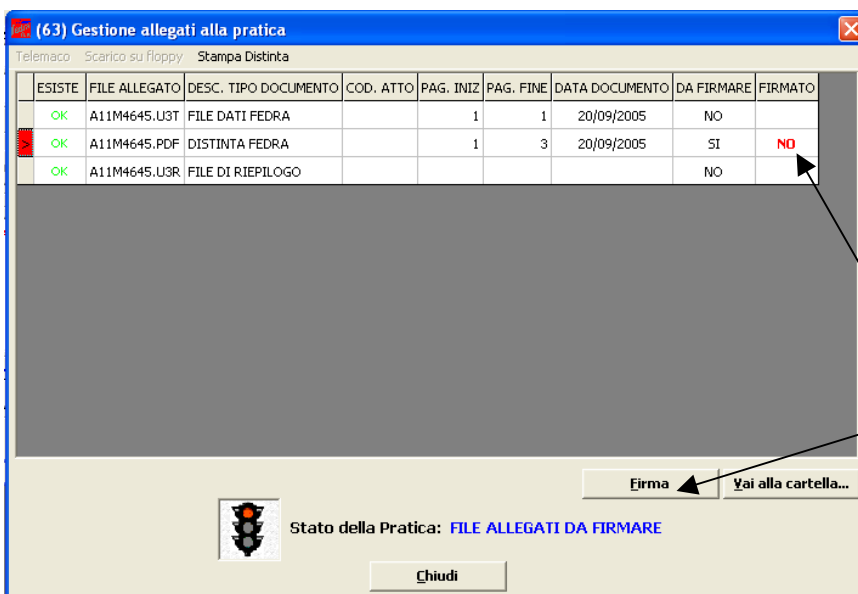 (63) Gestione allegati alla pratica
Telemaco Scarico su floppy Stampa Distinta
ESISTE FILE ALLEGATO DESC. TIPO DOCUMENTO COD. ATTO PAG. INIZ PAG. FINE DATA DOCUMENTO DA FIRMARE FIRMATO
OK A11M4645.U3T FILE DATI FEDRA 1 1 20/09/2005 NO
> OK A11M4645.PDF DISTINTA FEDRA 1 3 20/09/2005 SI NO
OK A11M4645.U3R FILE DI RIEPILOGO NO
Firma Vai alla cartella...
Stato della Pratica: FILE ALLEGATI DA FIRMARE
Chiudi